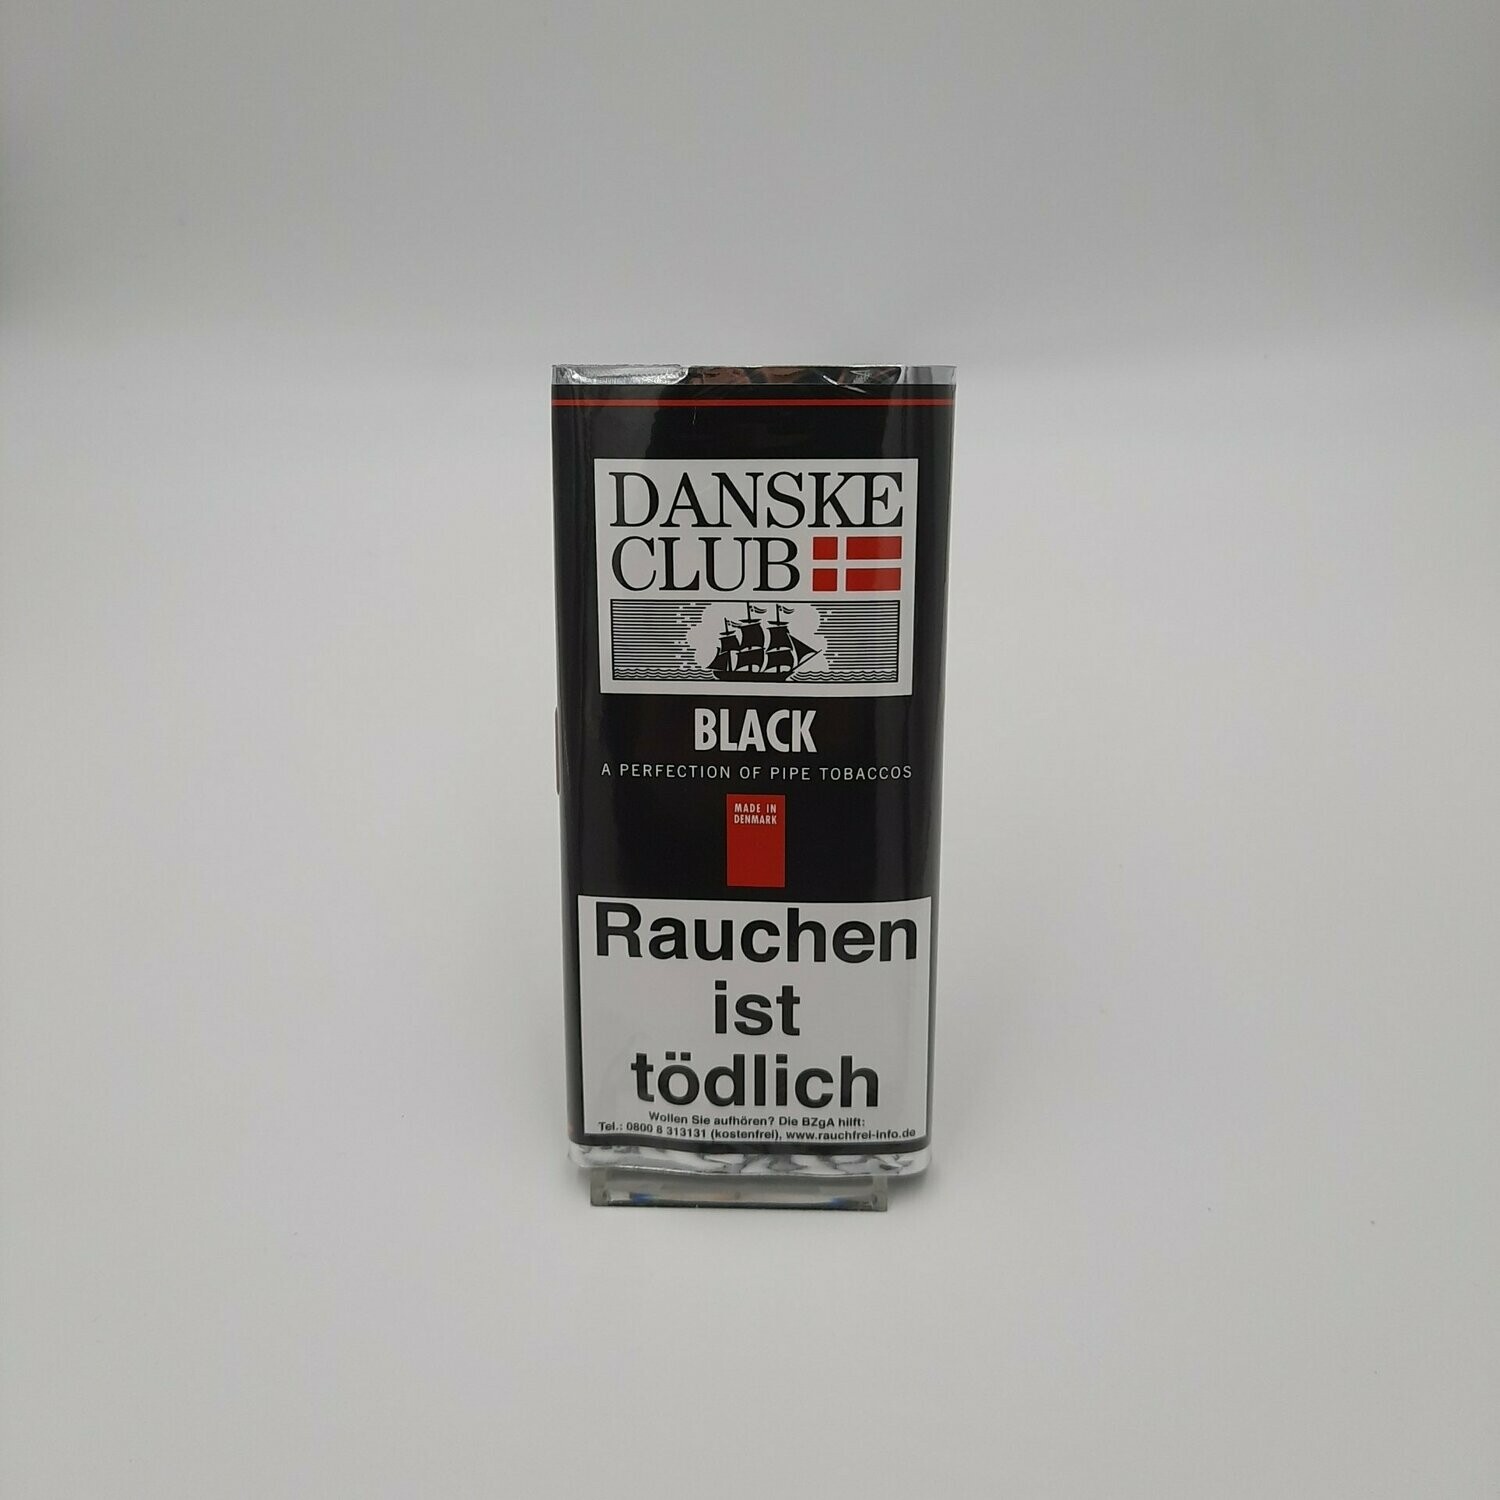 DANSKE
CLUB
BLACK
A PERFECTION OF PIPE TOBACCOS
MADE IN
DENMARK
Rauchen
ist
tödlich
Wollen Sie aufhören? Die BZgA hilft:
Tel.: 0800 8 313131 (kostenfrei), www.rauchfrei-info.de